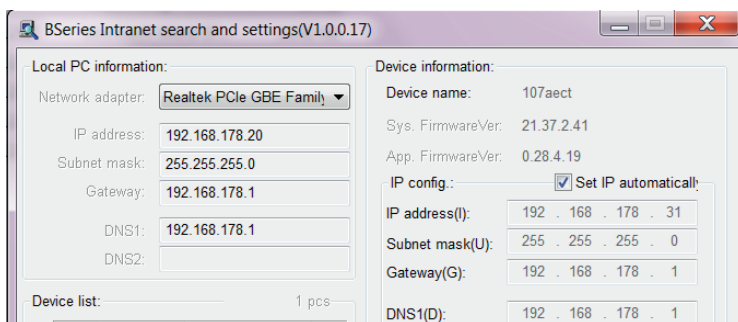 BSeries Intranet search and settings(V1.0.0.17)
Local PC information:
Network adapter: Realtek PCIe GBE Family
IP address: 192.168.178.20
Subnet mask: 255.255.255.0
Gateway: 192.168.178.1
DNS1: 192.168.178.1
DNS2:
Device list: 1 pcs
Device information:
Device name: 107aect
Sys. FirmwareVer: 21.37.2.41
App. FirmwareVer: 0.28.4.19
IP config.: Set IP automatically
IP address(I): 192 . 168 . 178 . 31
Subnet mask(U): 255 . 255 . 255 . 0
Gateway(G): 192 . 168 . 178 . 1
DNS1(D): 192 . 168 . 178 . 1